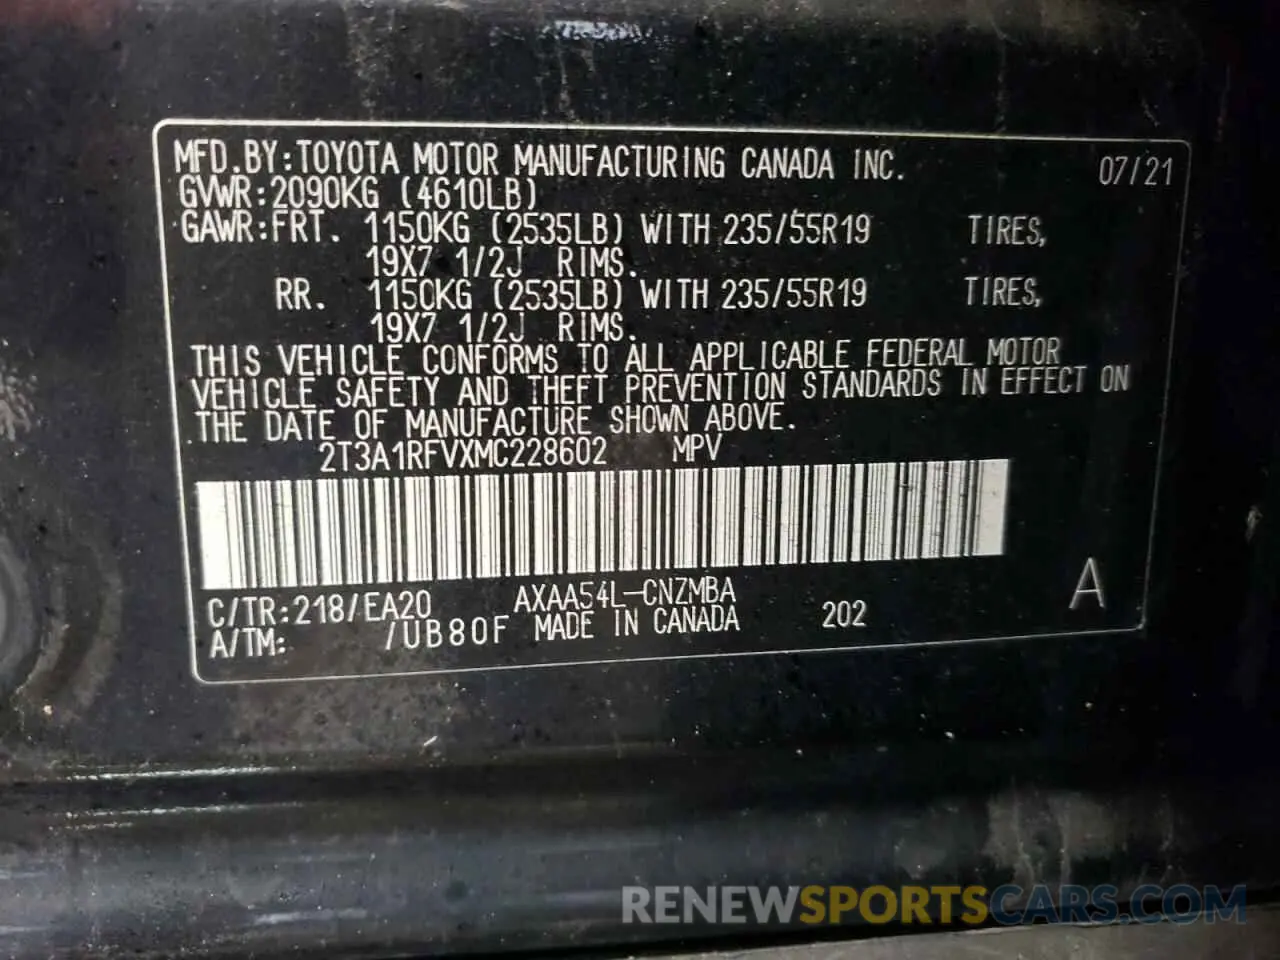 MFD.BY:TOYOTA MOTOR MANUFACTURING CANADA INC. 07/21
GVWR:2090KG (4610LB)
GAWR:FRT. 1150KG (2535LB) WITH 235/55R19 TIRES,
19X7 1/2J RIMS.
RR. 1150KG (2535LB) WITH 235/55R19 TIRES,
19X7 1/2J RIMS.
THIS VEHICLE CONFORMS TO ALL APPLICABLE FEDERAL MOTOR
VEHICLE SAFETY AND THEFT PREVENTION STANDARDS IN EFFECT ON
THE DATE OF MANUFACTURE SHOWN ABOVE.
2T3A1RFVXMC228602 MPV
C/TR:218/EA20 AXAA54L-CNZMBA A
A/TM: /UB80F MADE IN CANADA 202
RENEWSPORTSCARS.COM